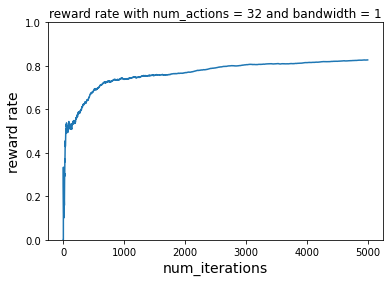 reward rate with num_actions = 32 and bandwidth = 1
1.0
0.8
0.6
0.4
0.2
0.0
reward rate
0 1000 2000 3000 4000 5000
num_iterations